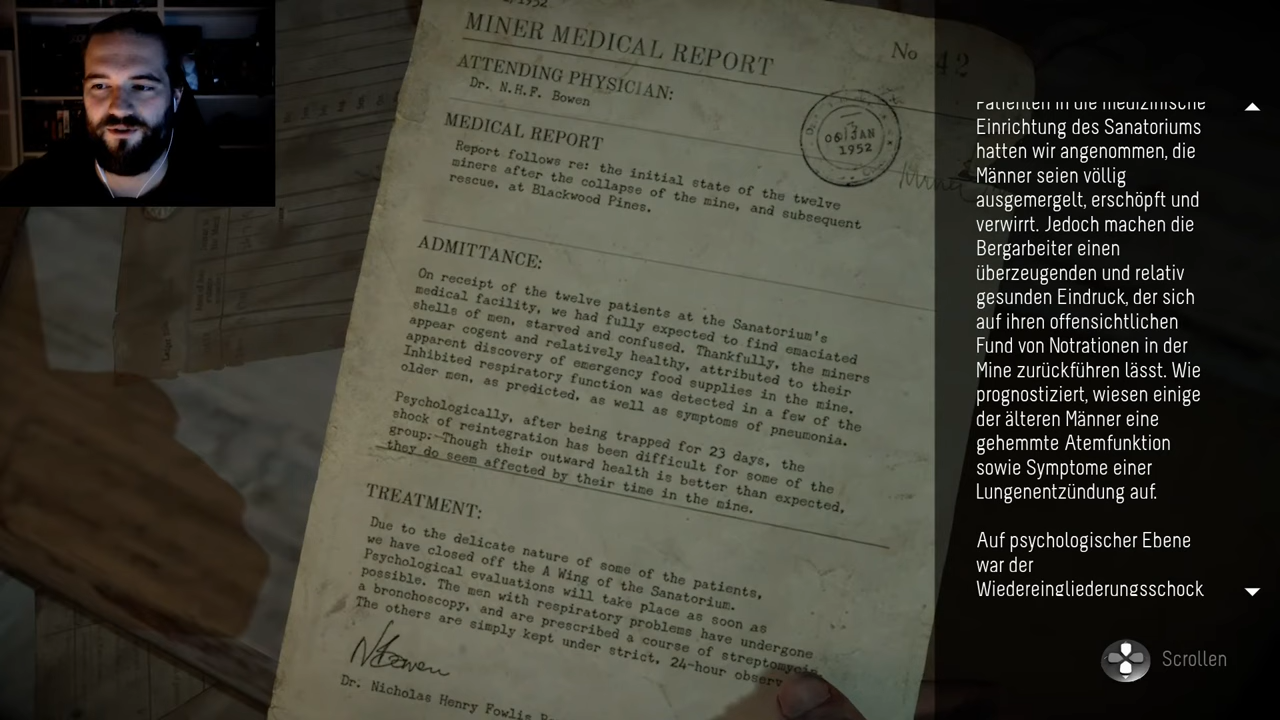 1952
MINER MEDICAL REPORT
No 42
ATTENDING PHYSICIAN:
Dr. N.H.F. Bowen
06 JAN
1952
MEDICAL REPORT
Report follows re: the initial state of the twelve
miners after the collapse of the mine, and subsequent
rescue, at Blackwood Pines.
ADMITTANCE:
On receipt of the twelve patients at the Sanatorium's
medical facility, we had fully expected to find emaciated
shells of men, starved and confused. Thankfully, the miners
appear cogent and relatively healthy, attributed to their
apparent discovery of emergency food supplies in the mine.
Inhibited respiratory function was detected in a few of the
older men, as predicted, as well as symptoms of pneumonia.
Psychologically, after being trapped for 23 days, the
shock of reintegration has been difficult for some of the
group. Though their outward health is better than expected,
they do seem affected by their time in the mine.
TREATMENT:
Due to the delicate nature of some of the patients,
we have closed off the A Wing of the Sanatorium.
Psychological evaluations will take place as soon as
possible. The men with respiratory problems have undergone
a bronchoscopy, and are prescribed a course of streptomycin.
The others are simply kept under strict, 24-hour observ
NBowen
Dr. Nicholas Henry Fowlis
Patienten in die medizinische
Einrichtung des Sanatoriums
hatten wir angenommen, die
Männer seien völlig
ausgemergelt, erschöpft und
verwirrt. Jedoch machen die
Bergarbeiter einen
überzeugenden und relativ
gesunden Eindruck, der sich
auf ihren offensichtlichen
Fund von Notrationen in der
Mine zurückführen lässt. Wie
prognostiziert, wiesen einige
der älteren Männer eine
gehemmte Atemfunktion
sowie Symptome einer
Lungenentzündung auf.
Auf psychologischer Ebene
war der
Wiedereingliederungsschock
Scrollen